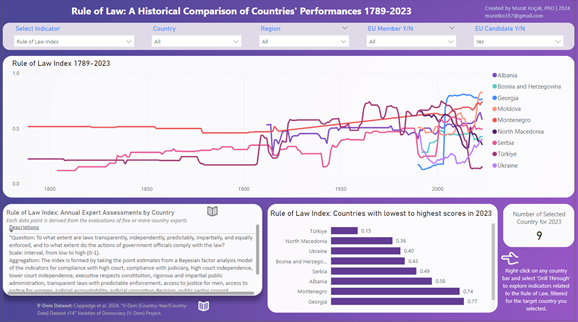 Rule of Law: A Historical Comparison of Countries' Performances 1789-2023
Created by Murat Koçak, PhD | 2024
muratfko357@gmail.com
Select Indicator
Country
Region
EU Member Y/N
EU Candidate Y/N
Rule of Law Index
All
All
All
Yes
Rule of Law Index 1789-2023
1.0
0.5
0.0
1800
1850
1900
1950
2000
Albania
Bosnia and Herzegovina
Georgia
Moldova
Montenegro
North Macedonia
Serbia
Türkiye
Ukraine
Rule of Law Index: Annual Expert Assessments by Country
Each data point is derived from the evaluations of five or more country experts
Descriptions
"Question: To what extent are laws transparently, independently, predictably, impartially, and equally
enforced, and to what extent do the actions of government officials comply with the law?
Scale: Interval, from low to high (0-1).
Aggregation: The index is formed by taking the point estimates from a Bayesian factor analysis model
of the indicators for compliance with high court, compliance with judiciary, high court independence,
lower court independence, executive respects constitution, rigorous and impartial public
administration, transparent laws with predictable enforcement, access to justice for men, access to
justice for women, judicial accountability, judicial corruption decision, public sector corrupt
V-Dem Dataset: Coppedge et al. 2024. "V-Dem [Country-Year/Country-
Date] Dataset v14" Varieties of Democracy (V-Dem) Project.
Rule of Law Index: Countries with lowest to highest scores in 2023
Türkiye 0.15
North Macedonia 0.36
Ukraine 0.40
Bosnia and Herzeg... 0.43
Serbia 0.49
Albania 0.58
Montenegro 0.74
Georgia 0.77
Number of Selected
Country for 2023
9
Right-click on any country
bar and select 'Drill Through'
to explore indicators related
to the Rule of Law, filtered
for the target country you
selected.